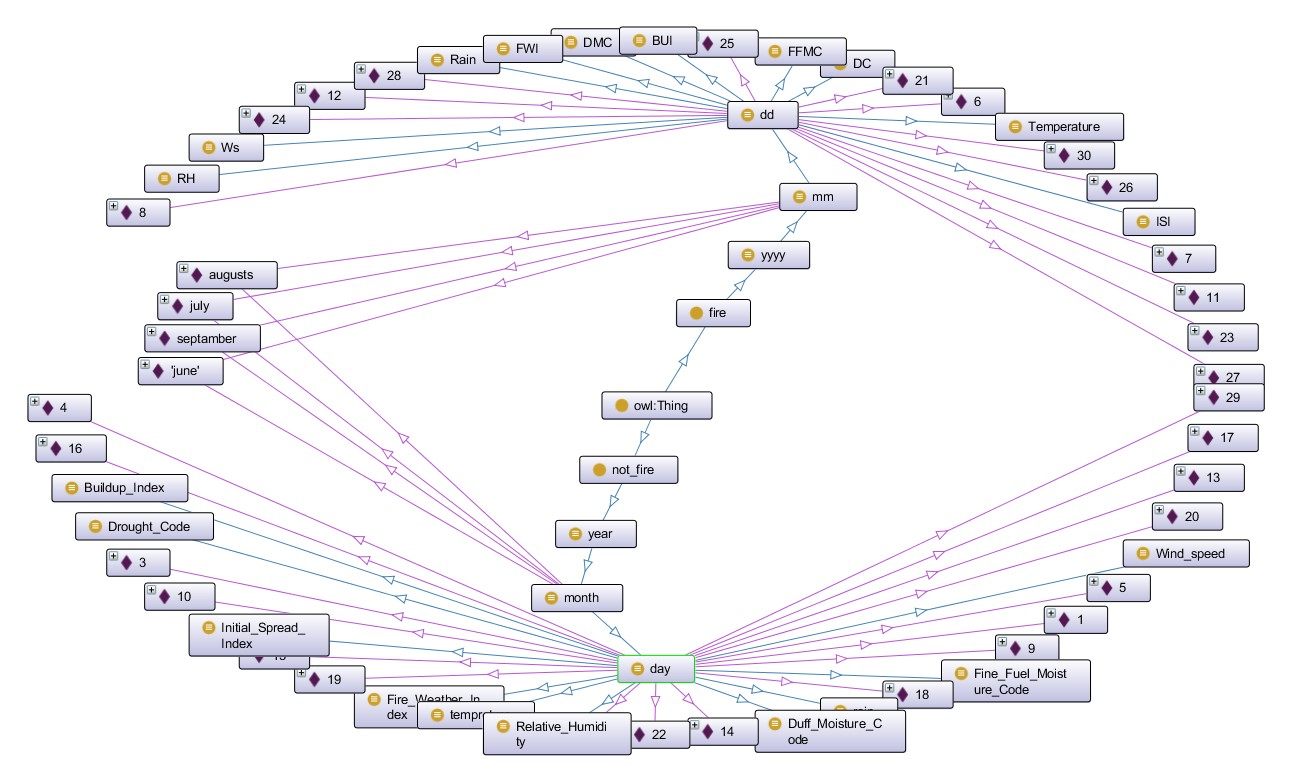 BUI
DMC
25
FWI
FFMC
Rain
DC
28
21
12
6
dd
24
Temperature
Ws
30
RH
26
mm
8
ISI
yyyy
7
augusts
11
july
fire
septamber
23
'june'
27
29
4
owl:Thing
17
16
not_fire
13
Buildup_Index
20
Drought_Code
year
Wind_speed
3
5
10
month
1
Initial_Spread_
Index
9
day
19
Fine_Fuel_Moist
ure_Code
18
Fire_Weather_In
dex
Relative_Humidi
ty
22
14
Duff_Moisture_C
ode